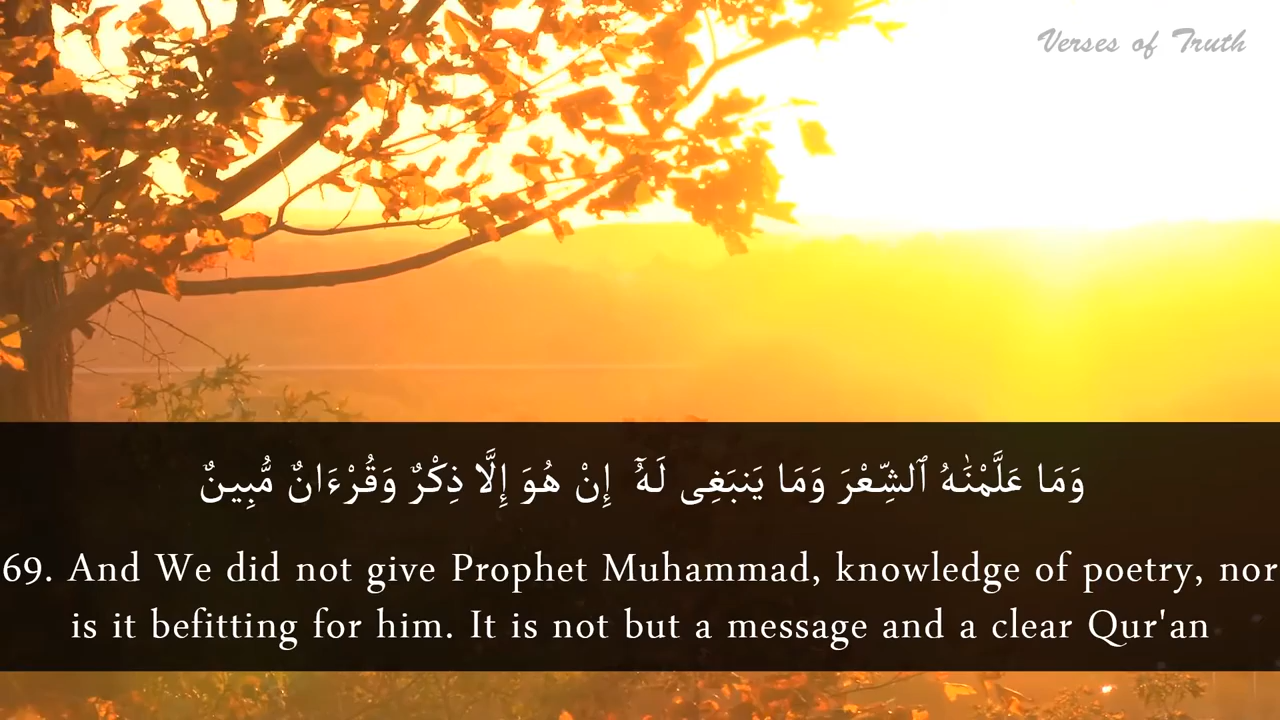 Verses of Truth
وَمَا عَلَّمْنَٰهُ ٱلشِّعْرَ وَمَا يَنۢبَغِى لَهُۥٓ ۚ إِنْ هُوَ إِلَّا ذِكْرٌ وَقُرْءَانٌ مُّبِينٌ
69. And We did not give Prophet Muhammad, knowledge of poetry, nor
is it befitting for him. It is not but a message and a clear Qur'an